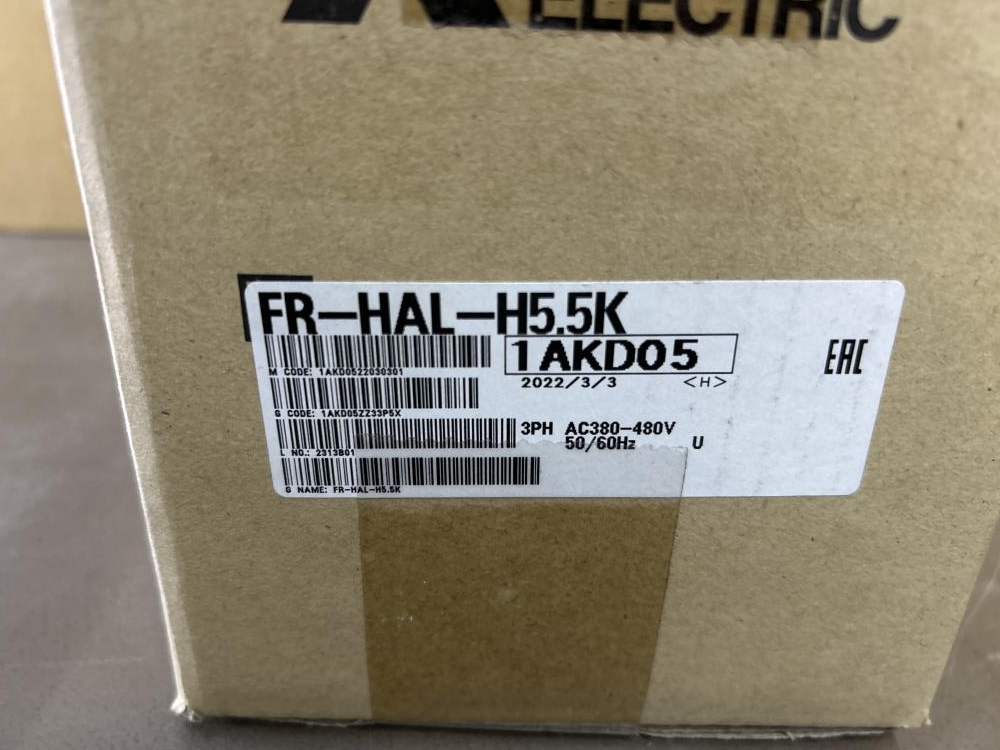 ELECTRIC
FR-HAL-H5.5K
1AKD05
M CODE: 1AKD0522030301
2022/3/3 <H>
EAC
G CODE: 1AKD05ZZ33P5X
3PH AC380-480V
50/60Hz U
L NO.: 2313B01
G NAME: FR-HAL-H5.5K